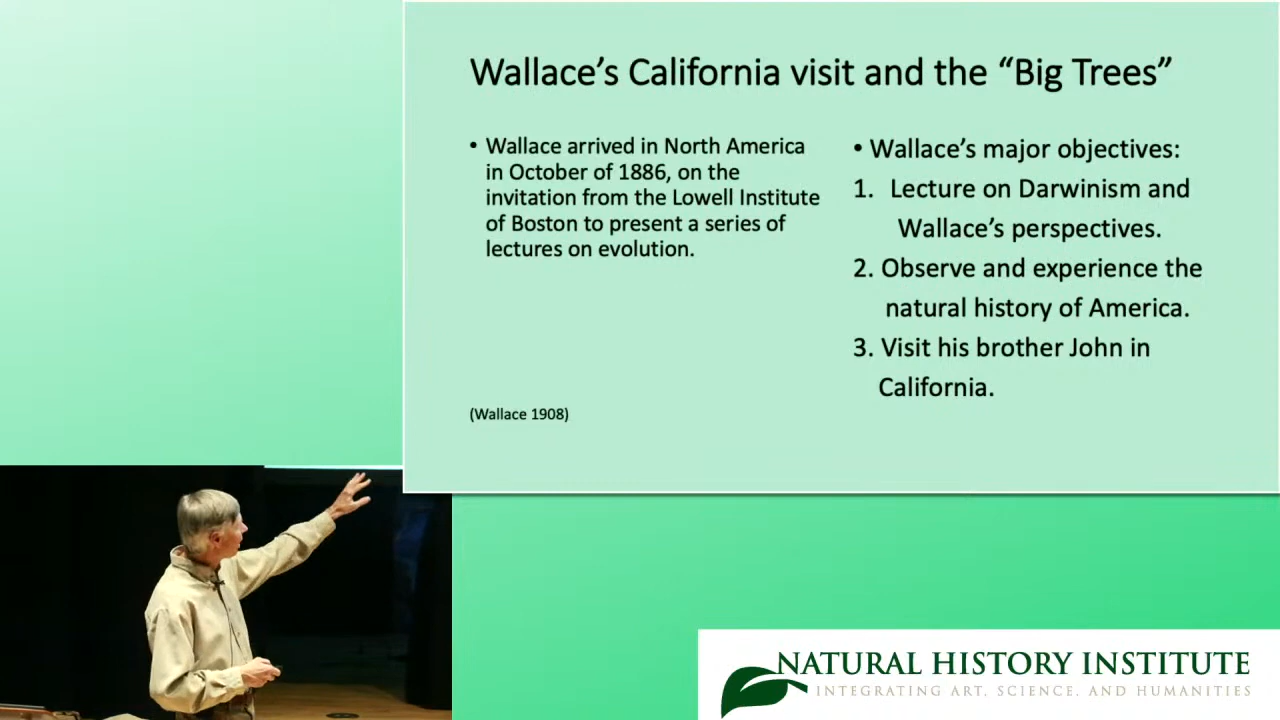 Wallace’s California visit and the “Big Trees”
• Wallace arrived in North America
in October of 1886, on the
invitation from the Lowell Institute
of Boston to present a series of
lectures on evolution.
(Wallace 1908)
• Wallace’s major objectives:
1. Lecture on Darwinism and
Wallace’s perspectives.
2. Observe and experience the
natural history of America.
3. Visit his brother John in
California.
NATURAL HISTORY INSTITUTE
INTEGRATING ART, SCIENCE, AND HUMANITIES